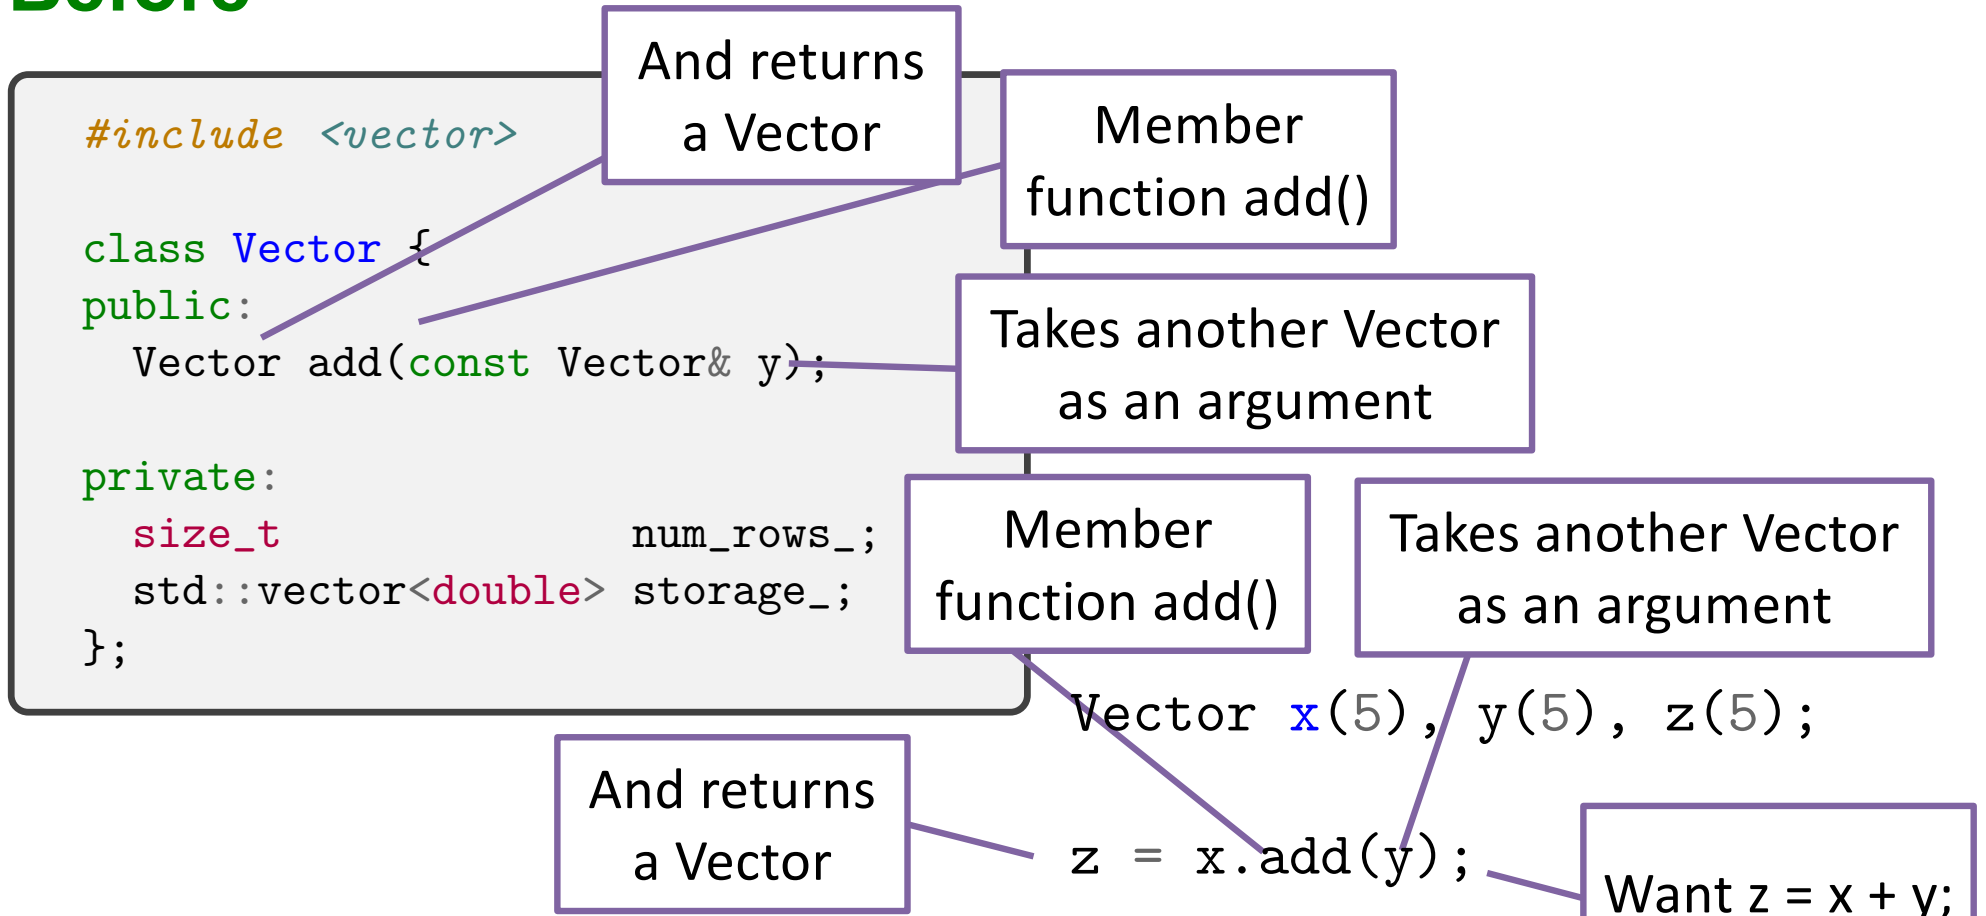 Before
And returns
a Vector
Member
function add()
#include <vector>
class Vector {
public:
Vector add(const Vector& y);
Takes another Vector
as an argument
private:
size_t num_rows_;
std::vector<double> storage_;
};
Member
function add()
Takes another Vector
as an argument
Vector x(5), y(5), z(5);
And returns
a Vector
z = x.add(y);
Want z = x + y;